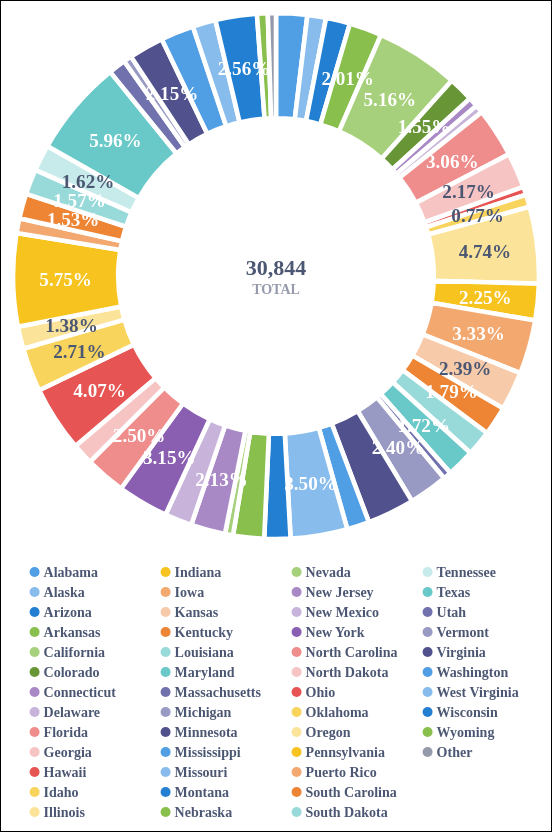 2.56%
2.01%
2.15%
5.16%
1.55%
5.96%
3.06%
1.62%
2.17%
1.57%
0.77%
1.53%
4.74%
30,844
TOTAL
5.75%
2.25%
1.38%
3.33%
2.71%
2.39%
4.07%
1.79%
1.72%
2.50%
2.40%
3.15%
2.13%
3.50%
Alabama
Alaska
Arizona
Arkansas
California
Colorado
Connecticut
Delaware
Florida
Georgia
Hawaii
Idaho
Illinois
Indiana
Iowa
Kansas
Kentucky
Louisiana
Maryland
Massachusetts
Michigan
Minnesota
Mississippi
Missouri
Montana
Nebraska
Nevada
New Jersey
New Mexico
New York
North Carolina
North Dakota
Ohio
Oklahoma
Oregon
Pennsylvania
Puerto Rico
South Carolina
South Dakota
Tennessee
Texas
Utah
Vermont
Virginia
Washington
West Virginia
Wisconsin
Wyoming
Other